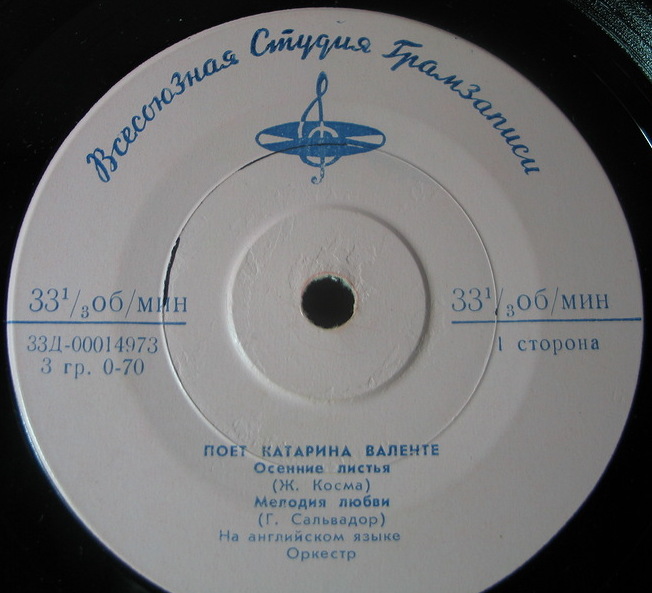 Всесоюзная Студия Грамзаписи
33¹/₃об/мин
33¹/₃об/мин
33Д-00014973
3 гр. 0-70
1 сторона
ПОЕТ КАТАРИНА ВАЛЕНТЕ
Осенние листья
(Ж. Косма)
Мелодия любви
(Г. Сальвадор)
На английском языке
Оркестр